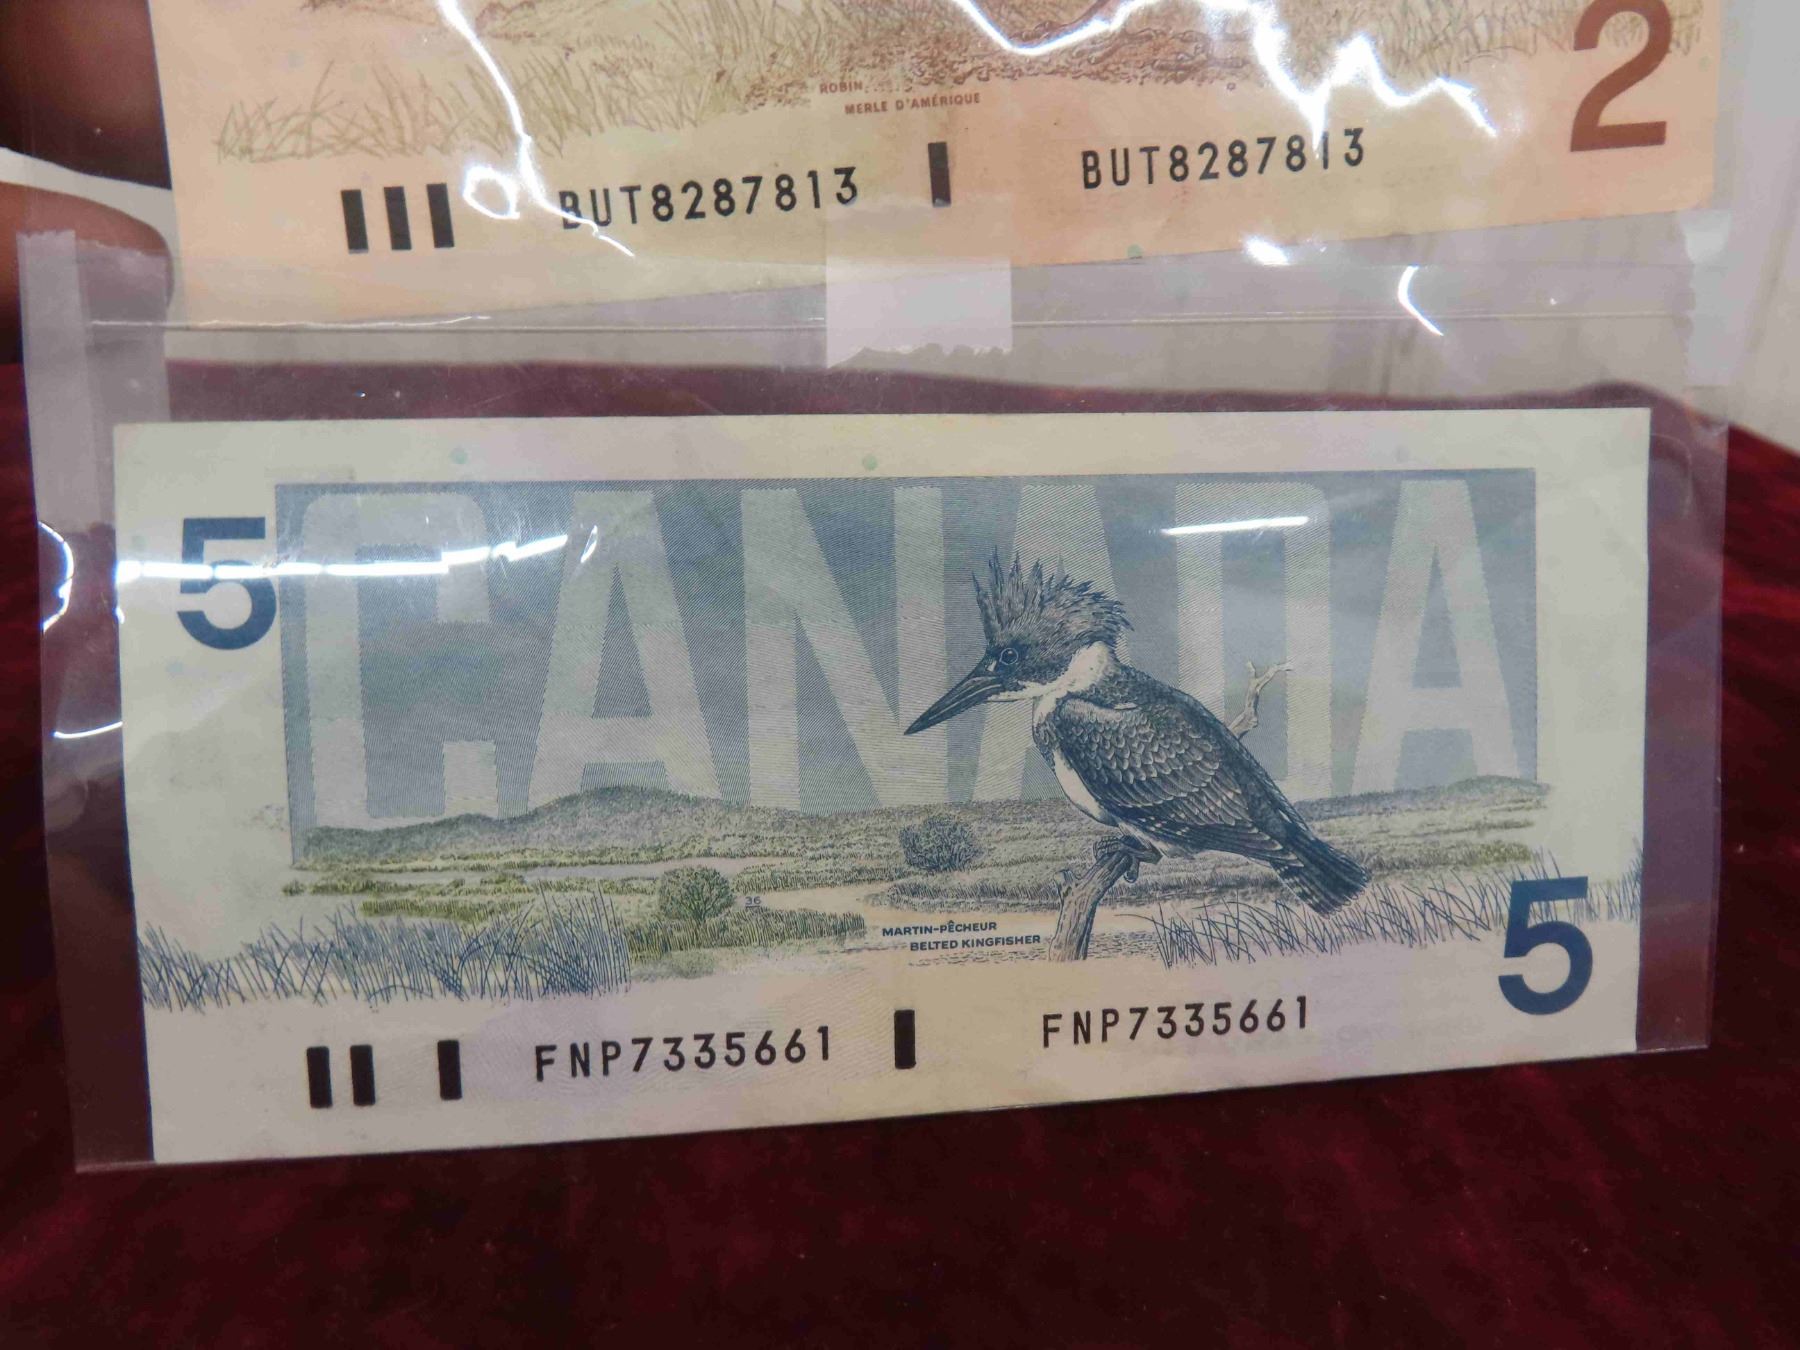 2
ROBIN
MERLE D'AMÉRIQUE
BUT8287813 BUT8287813
CANADA
5
36
MARTIN-PÊCHEUR
BELTED KINGFISHER
5
FNP7335661 FNP7335661